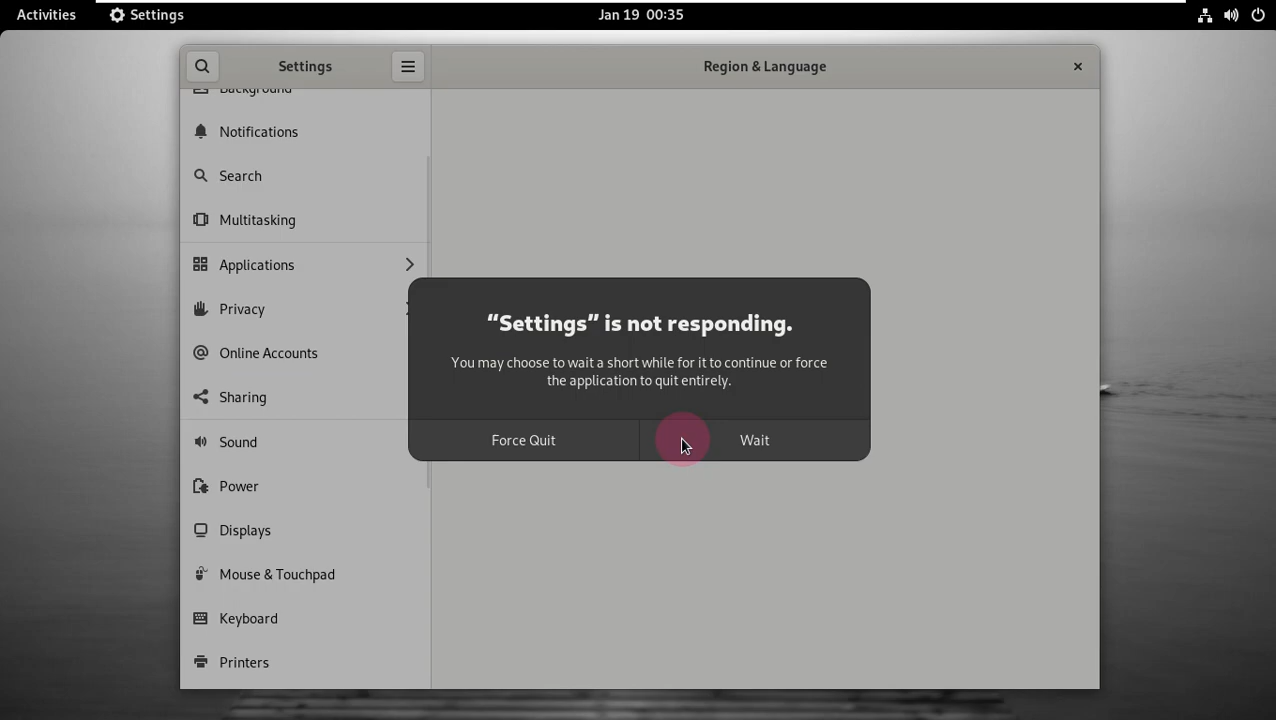 Activities
Settings
Jan 19 00:35
Settings
Region & Language
Background
Notifications
Search
Multitasking
Applications
Privacy
Online Accounts
Sharing
Sound
Power
Displays
Mouse & Touchpad
Keyboard
Printers
“Settings” is not responding.
You may choose to wait a short while for it to continue or force
the application to quit entirely.
Force Quit
Wait